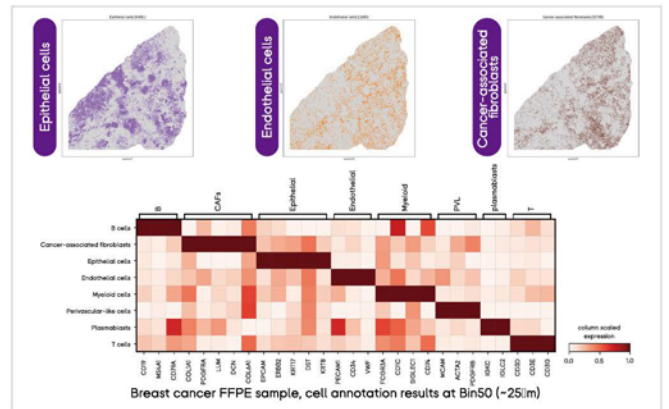 Epithelial cells
Endothelial cells
Cancer-associated
fibroblasts
B
CAFs
Epithelial
Endothelial
Myeloid
PVL
plasmablasts
T
B cells
Cancer-associated fibroblasts
Epithelial cells
Endothelial cells
Myeloid cells
Perivascular-like cells
Plasmablasts
T cells
CD19
MS4A1
CD79A
COL1A1
PDGFRA
LUM
DCN
COL6A1
EPCAM
ERBB2
KRT17
DST
KRT8
PECAM1
CD34
VWF
FCGR3A
CD1C
SIGLEC1
CD74
MCAM
ACTA2
PDGFRB
IGKC
IGLC2
CD3D
CD3E
CD3G
column scaled
expression
0.0
0.5
1.0
Breast cancer FFPE sample, cell annotation results at Bin50 (~25▯m)